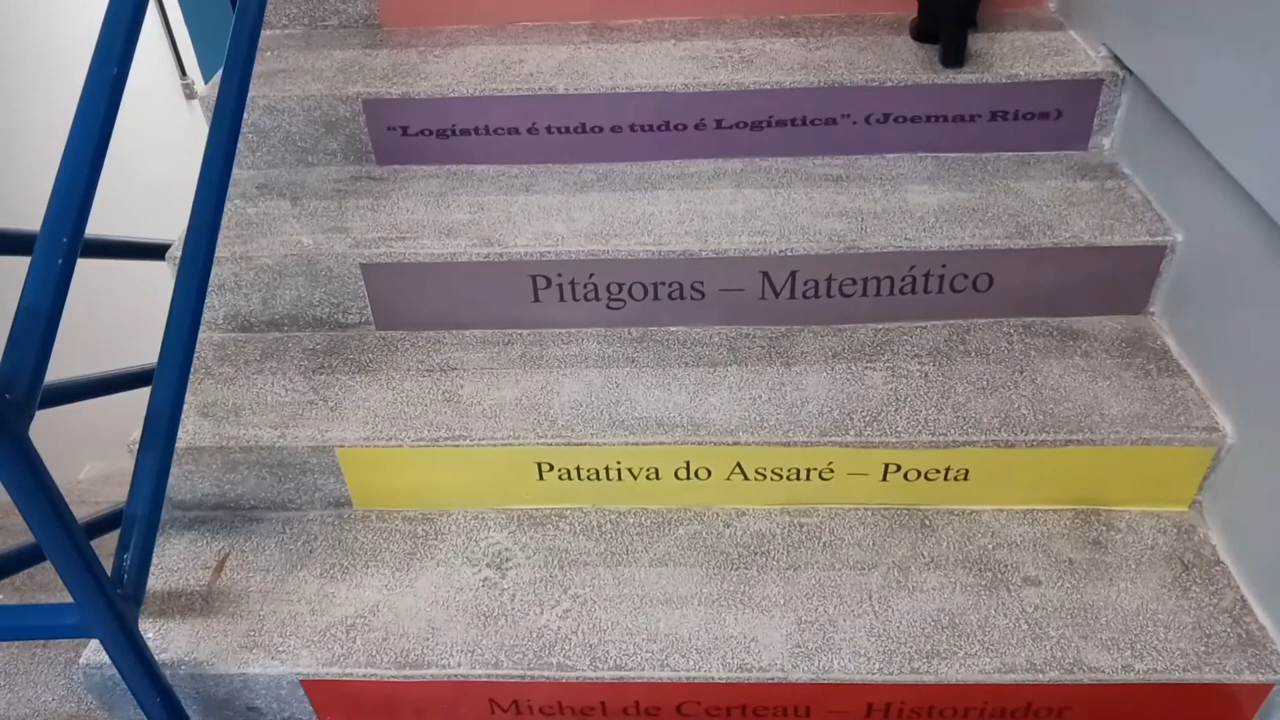 “Logística é tudo e tudo é Logística”. (Joemar Rios)
Pitágoras – Matemático
Patativa do Assaré – Poeta
Michel de Certeau – Historiador